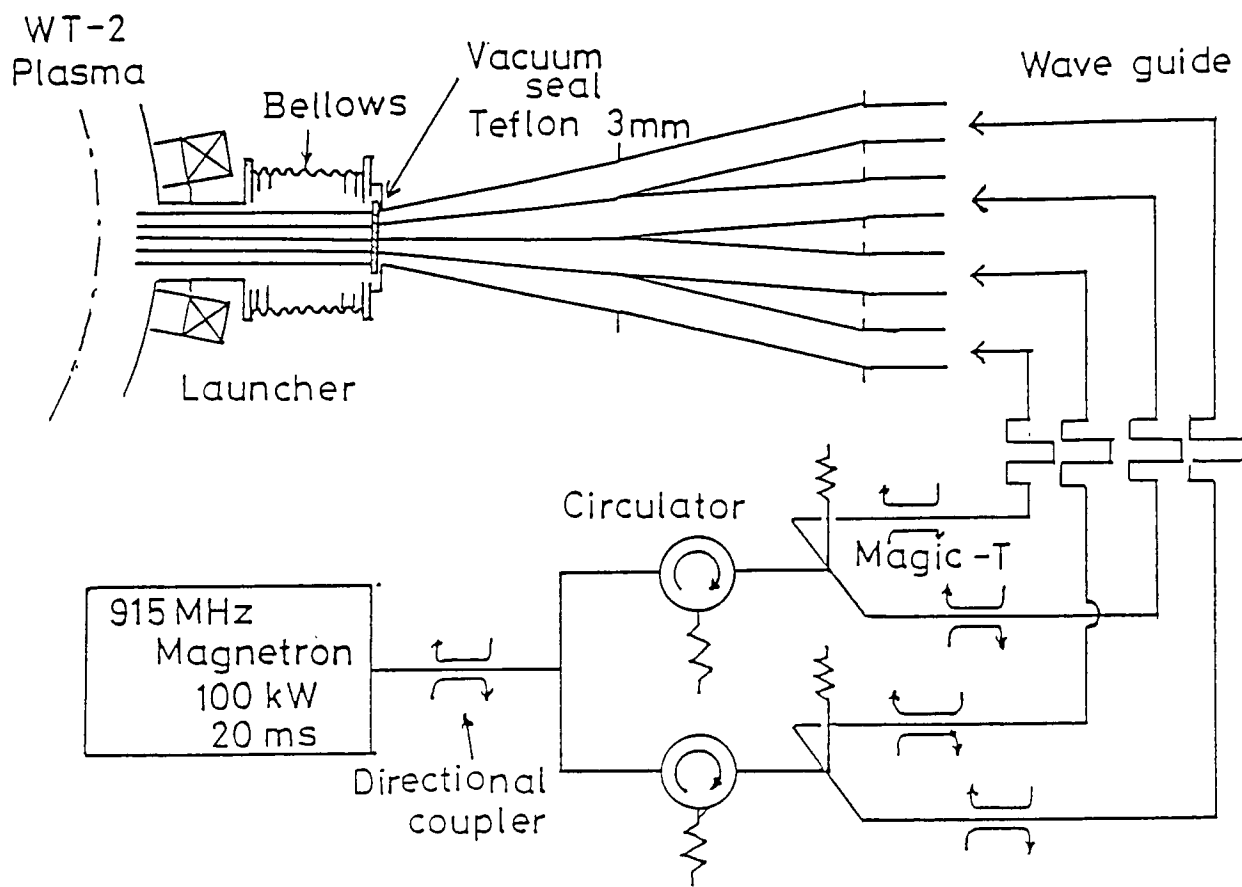 WT-2
Plasma
Bellows
Vacuum
seal
Teflon 3mm
Wave guide
Launcher
Circulator
Magic-T
915 MHz
Magnetron
100 kW
20 ms
Directional
coupler